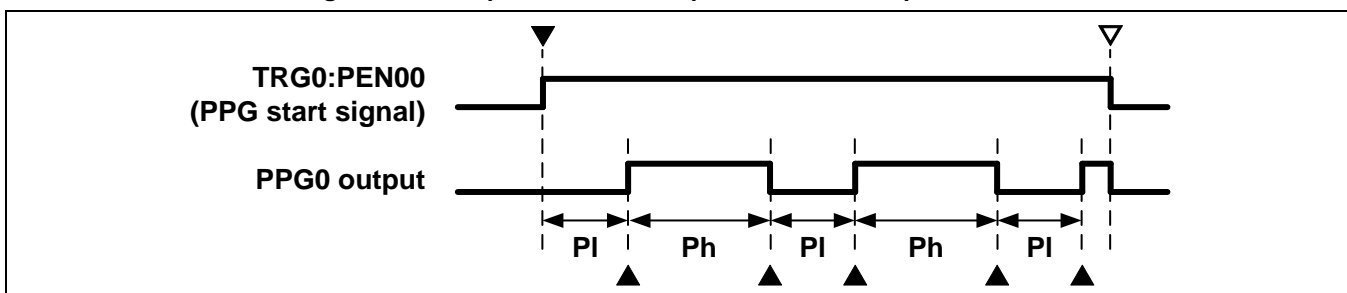 TRG0:PEN00
(PPG start signal)
PPG0 output
Pl Ph Pl Ph Pl